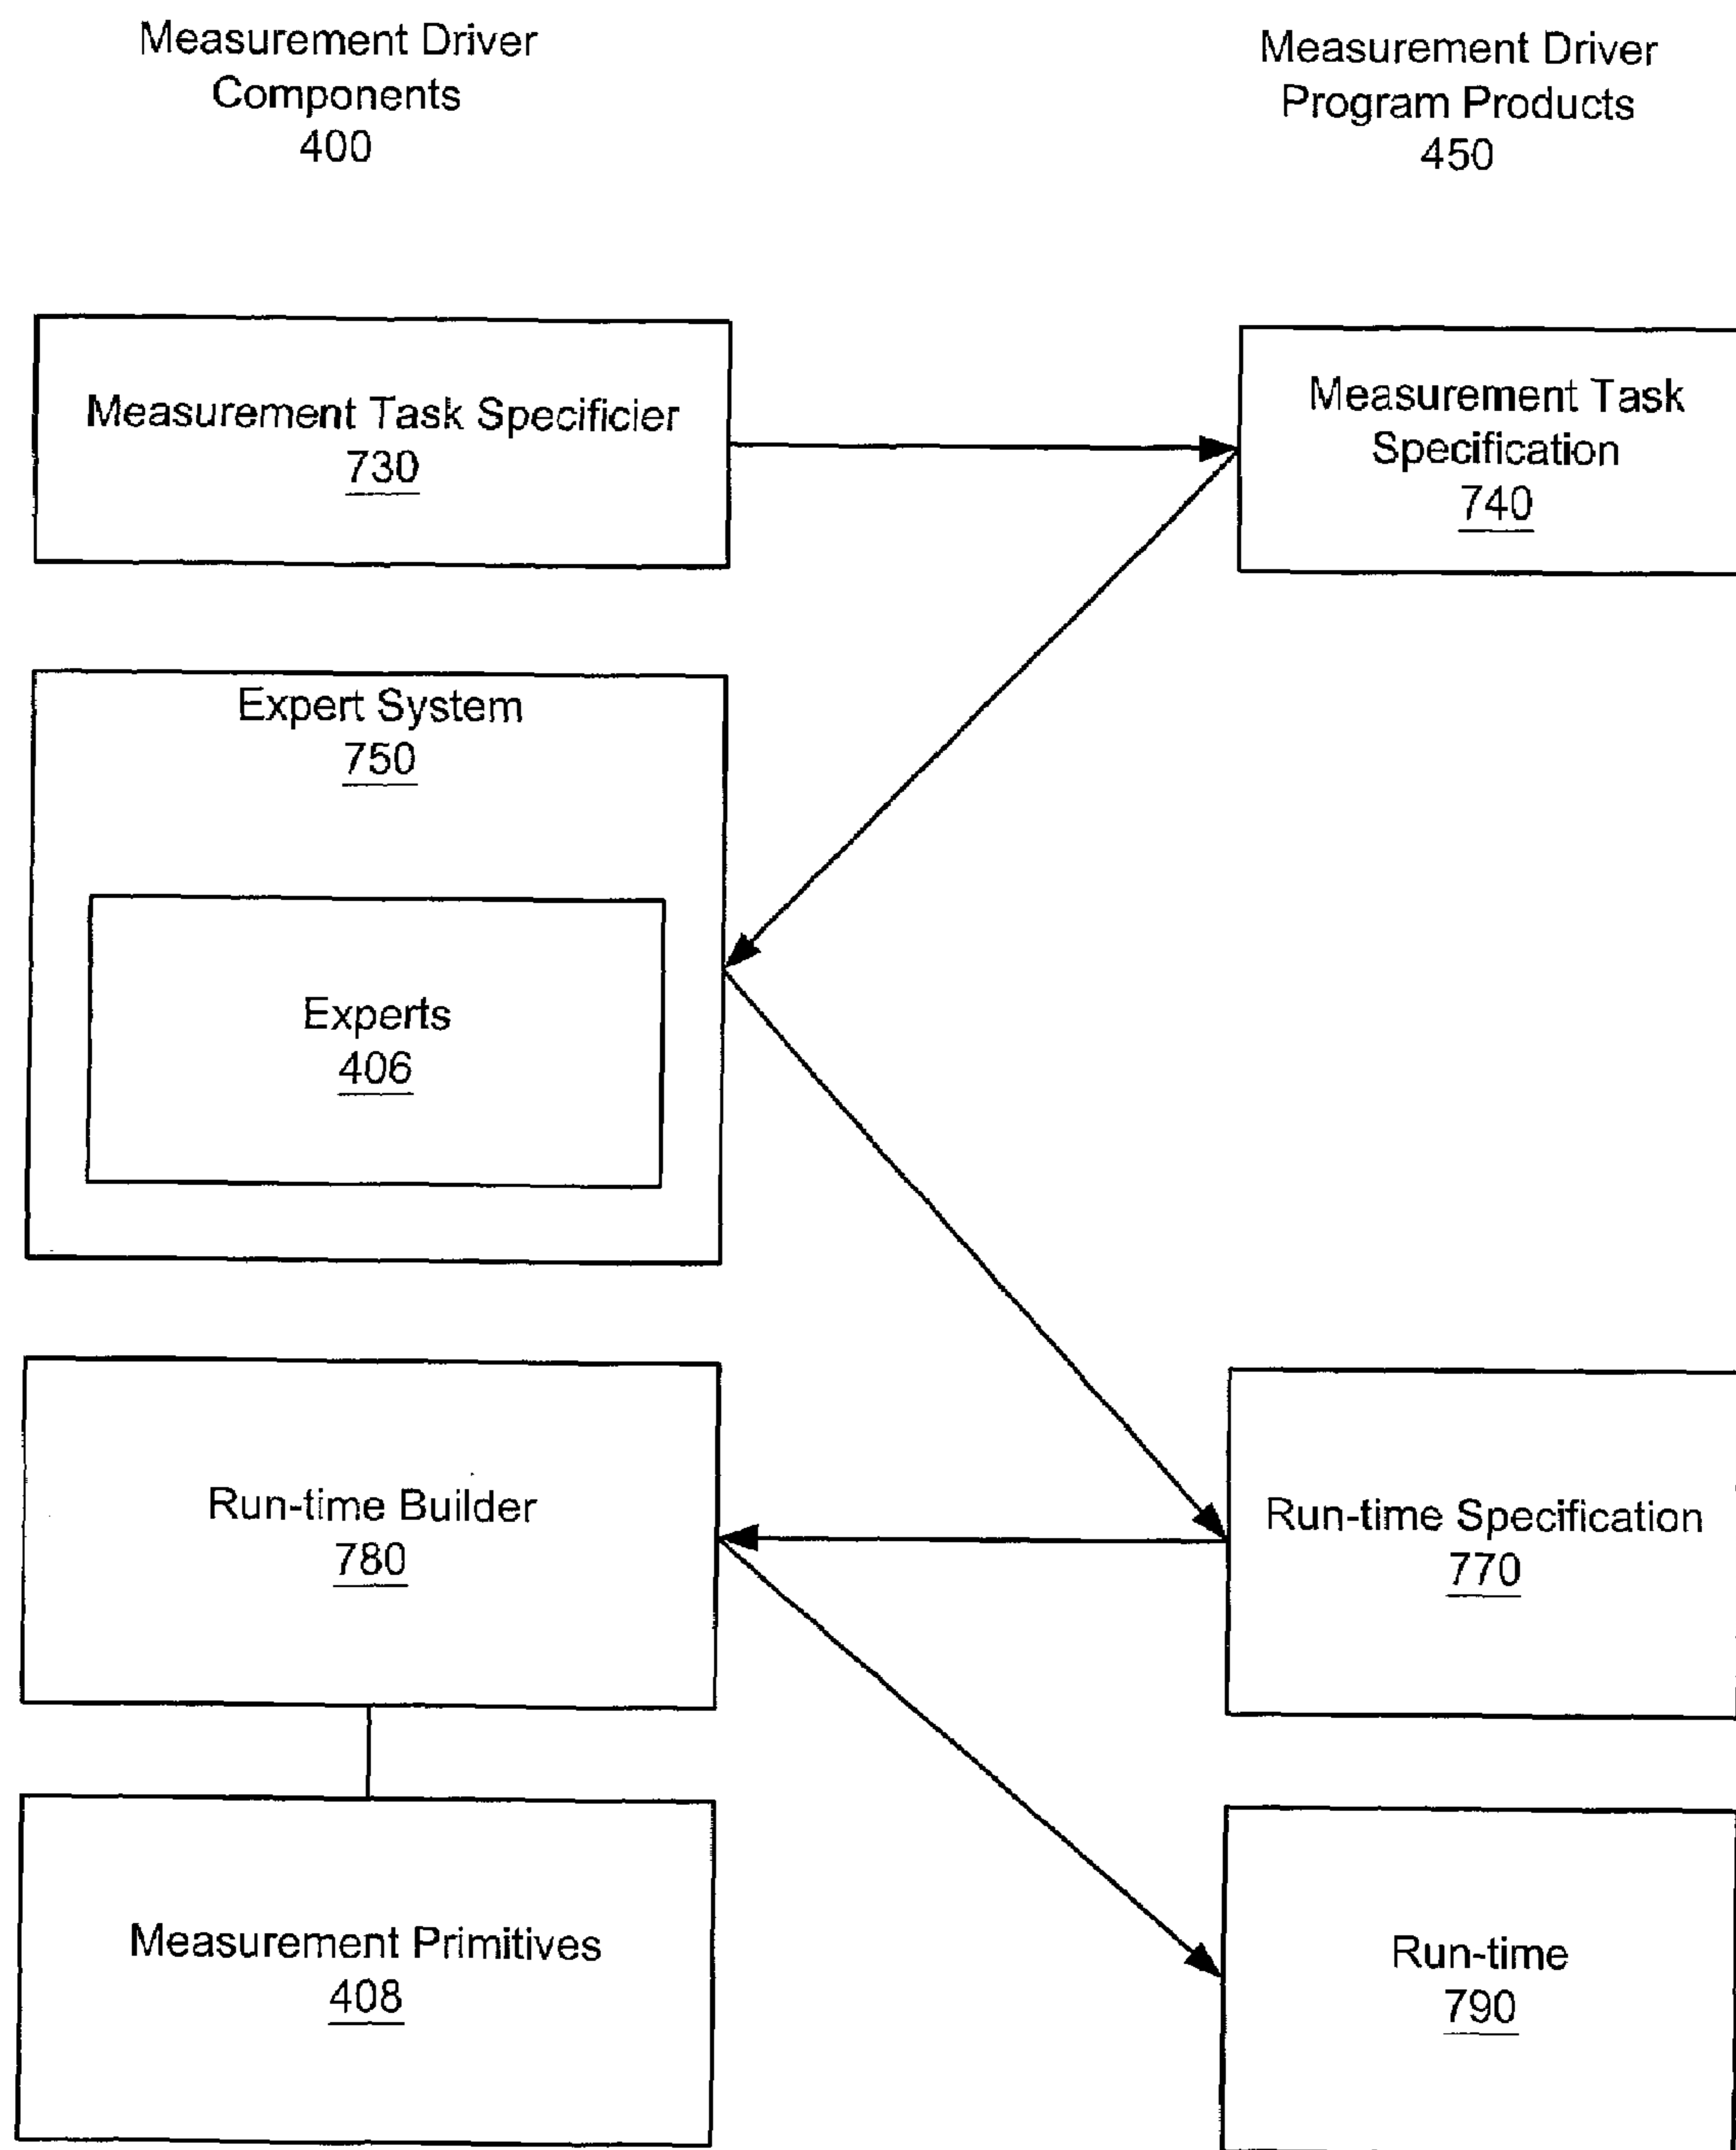 Measurement Driver
Components
400
Measurement Driver
Program Products
450
Measurement Task Specificier
730
Measurement Task
Specification
740
Expert System
750
Experts
406
Run-time Builder
780
Run-time Specification
770
Measurement Primitives
408
Run-time
790